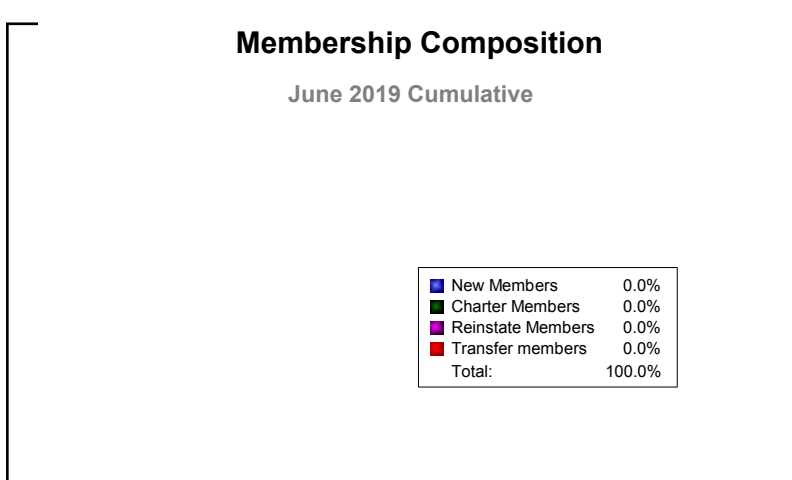 Membership Composition
June 2019 Cumulative
New Members 0.0%
Charter Members 0.0%
Reinstate Members 0.0%
Transfer members 0.0%
Total: 100.0%